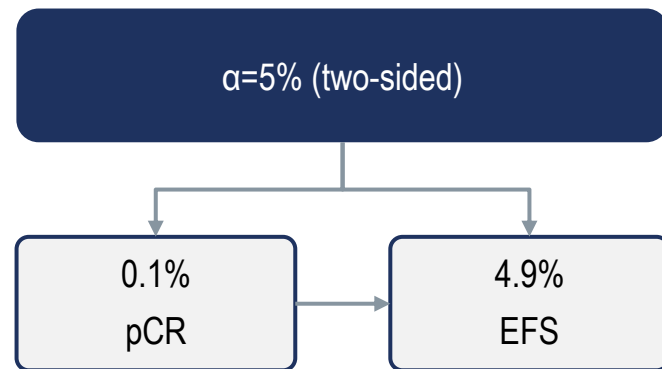 α=5% (two-sided)
0.1%
pCR
4.9%
EFS